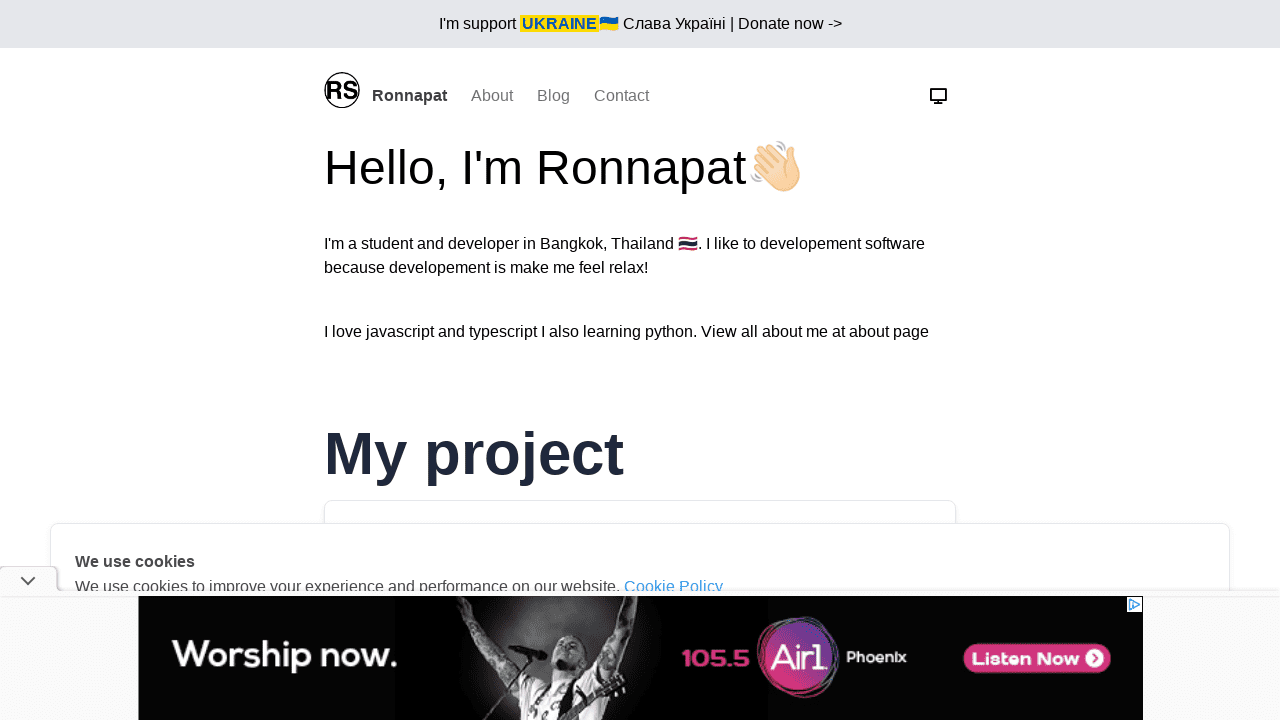 I'm support UKRAINE🇺🇦 Слава Україні | Donate now ->
RS Ronnapat About Blog Contact
Hello, I'm Ronnapat👋🏻
I'm a student and developer in Bangkok, Thailand 🇹🇭. I like to developement software
because developement is make me feel relax!
I love javascript and typescript I also learning python. View all about me at about page
My project
We use cookies
We use cookies to improve your experience and performance on our website. Cookie Policy
Worship now. 105.5 Air1 Phoenix Listen Now